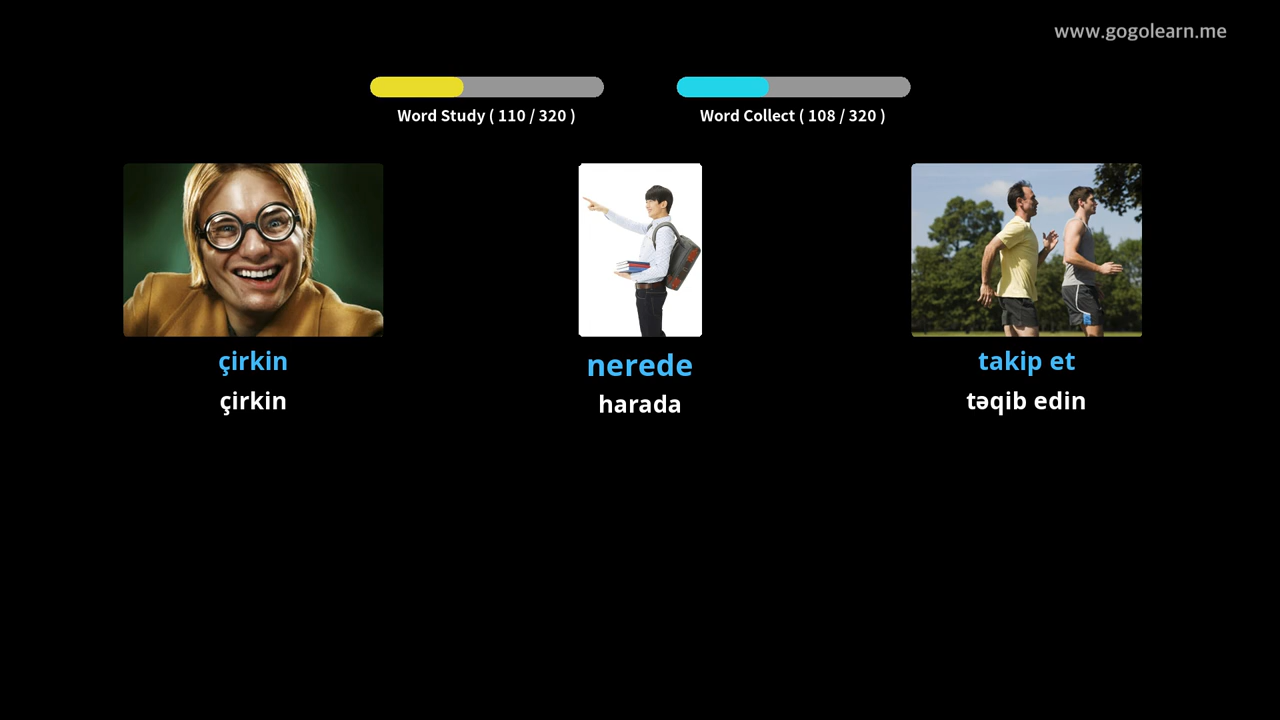 www.gogolearn.me
Word Study ( 110 / 320 )
Word Collect ( 108 / 320 )
çirkin
nerede
takip et
çirkin
harada
təqib edin